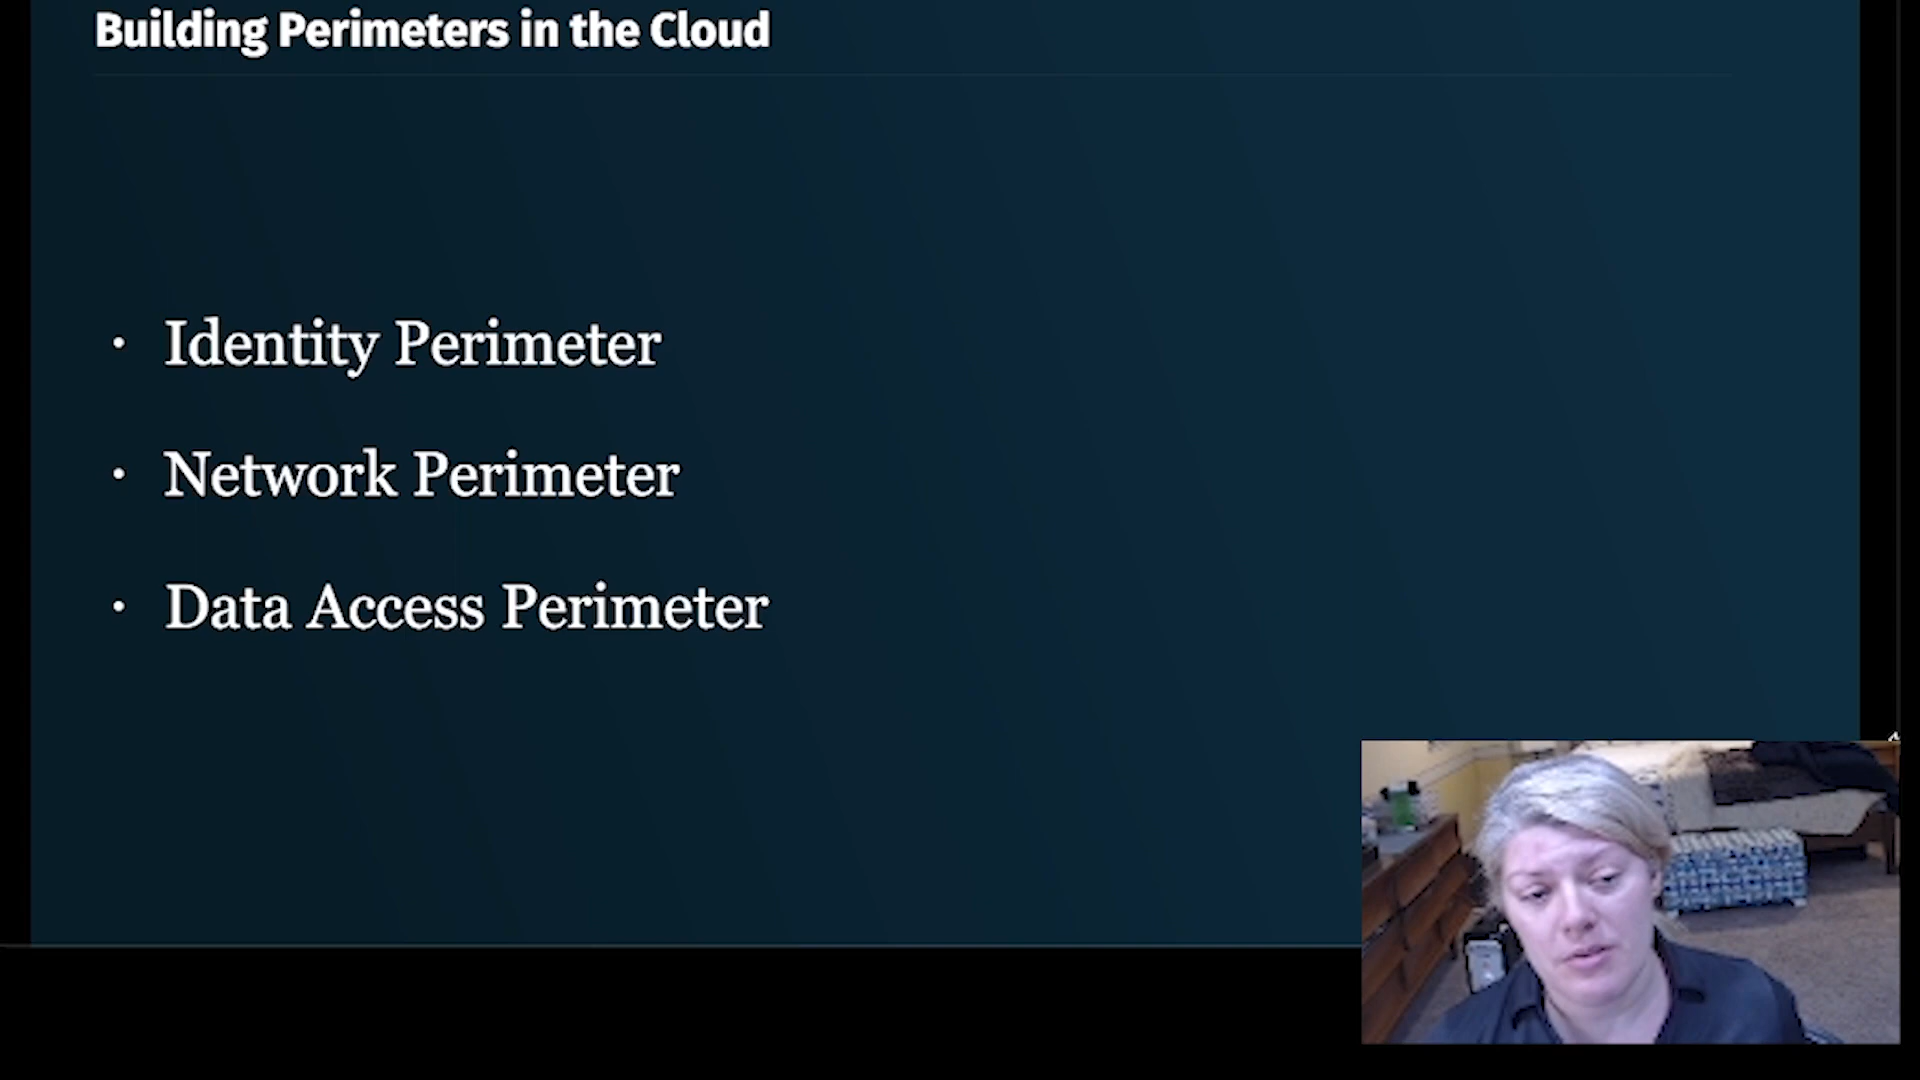 Building Perimeters in the Cloud
· Identity Perimeter
· Network Perimeter
· Data Access Perimeter